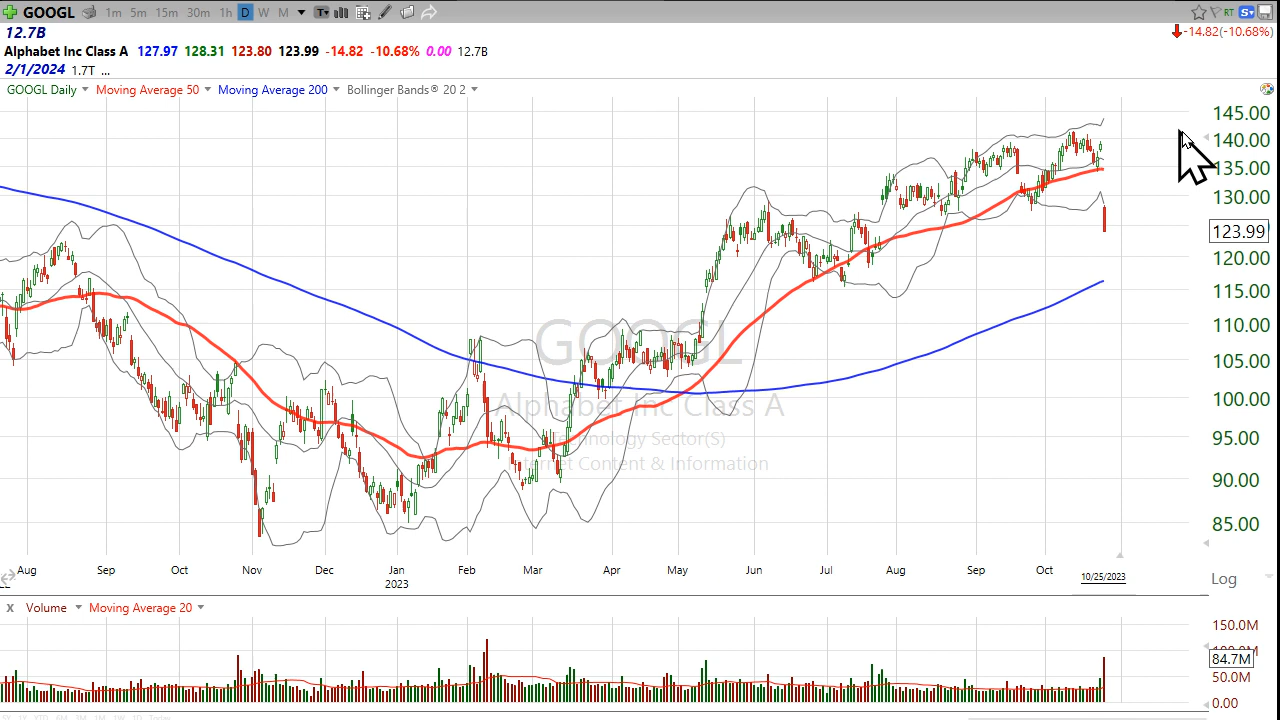 GOOGL 1m 5m 15m 30m 1h D W M RT S
12.7B
-14.82(-10.68%)
Alphabet Inc Class A 127.97 128.31 123.80 123.99 -14.82 -10.68% 0.00 12.7B
2/1/2024 1.7T ...
GOOGL Daily Moving Average 50 Moving Average 200 Bollinger Bands® 20 2
145.00
140.00
135.00
130.00
123.99
120.00
115.00
110.00
105.00
100.00
95.00
90.00
85.00
GOOGL
Alphabet Inc Class A
Technology Sector(S)
Internet Content & Information
Aug Sep Oct Nov Dec Jan Feb Mar Apr May Jun Jul Aug Sep Oct
2023
10/25/2023
Log
X Volume Moving Average 20
150.0M
84.7M
50.0M
0.00